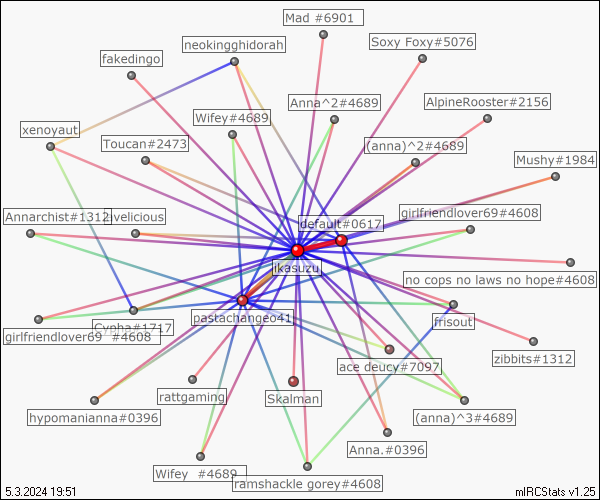 Mad #6901
neokingghidorah
Soxy Foxy#5076
fakedingo
Anna^2#4689
AlpineRooster#2156
Wifey#4689
xenoyaut
Toucan#2473
(anna)^2#4689
Mushy#1984
Annarchist#1312
velicious
default#0617
girlfriendlover69#4608
jkasuzu
no cops no laws no hope#4608
pastachangeo41
frisout
Cypha#1717
girlfriendlover69 #4608
zibbits#1312
ace deucy#7097
rattgaming
Skalman
hypomanianna#0396
(anna)^3#4689
Anna.#0396
Wifey #4689
ramshackle gorey#4608
5.3.2024 19:51
mIRCStats v1.25